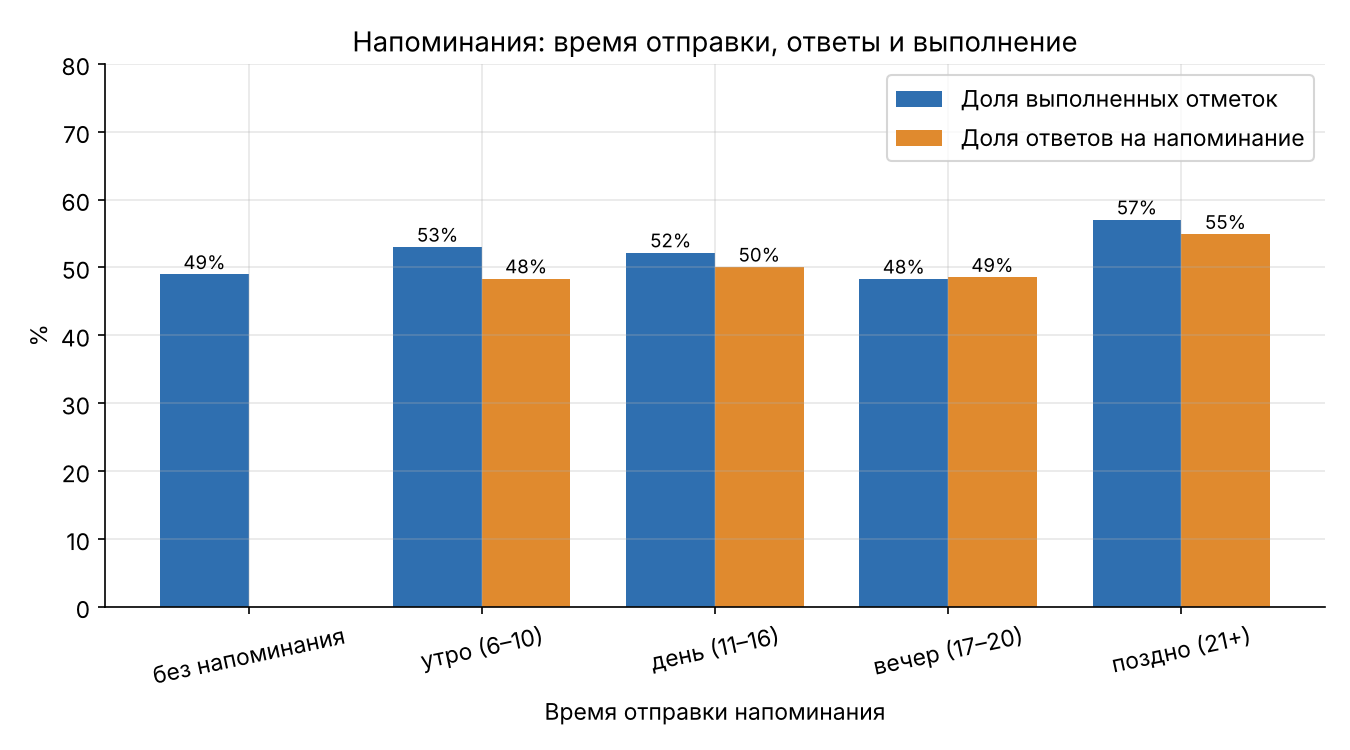 Напоминания: время отправки, ответы и выполнение
Доля выполненных отметок
Доля ответов на напоминание
%
80
70
60
50
40
30
20
10
0
49%
53%
48%
52%
50%
48%
49%
57%
55%
без напоминания
утро (6–10)
день (11–16)
вечер (17–20)
поздно (21+)
Время отправки напоминания